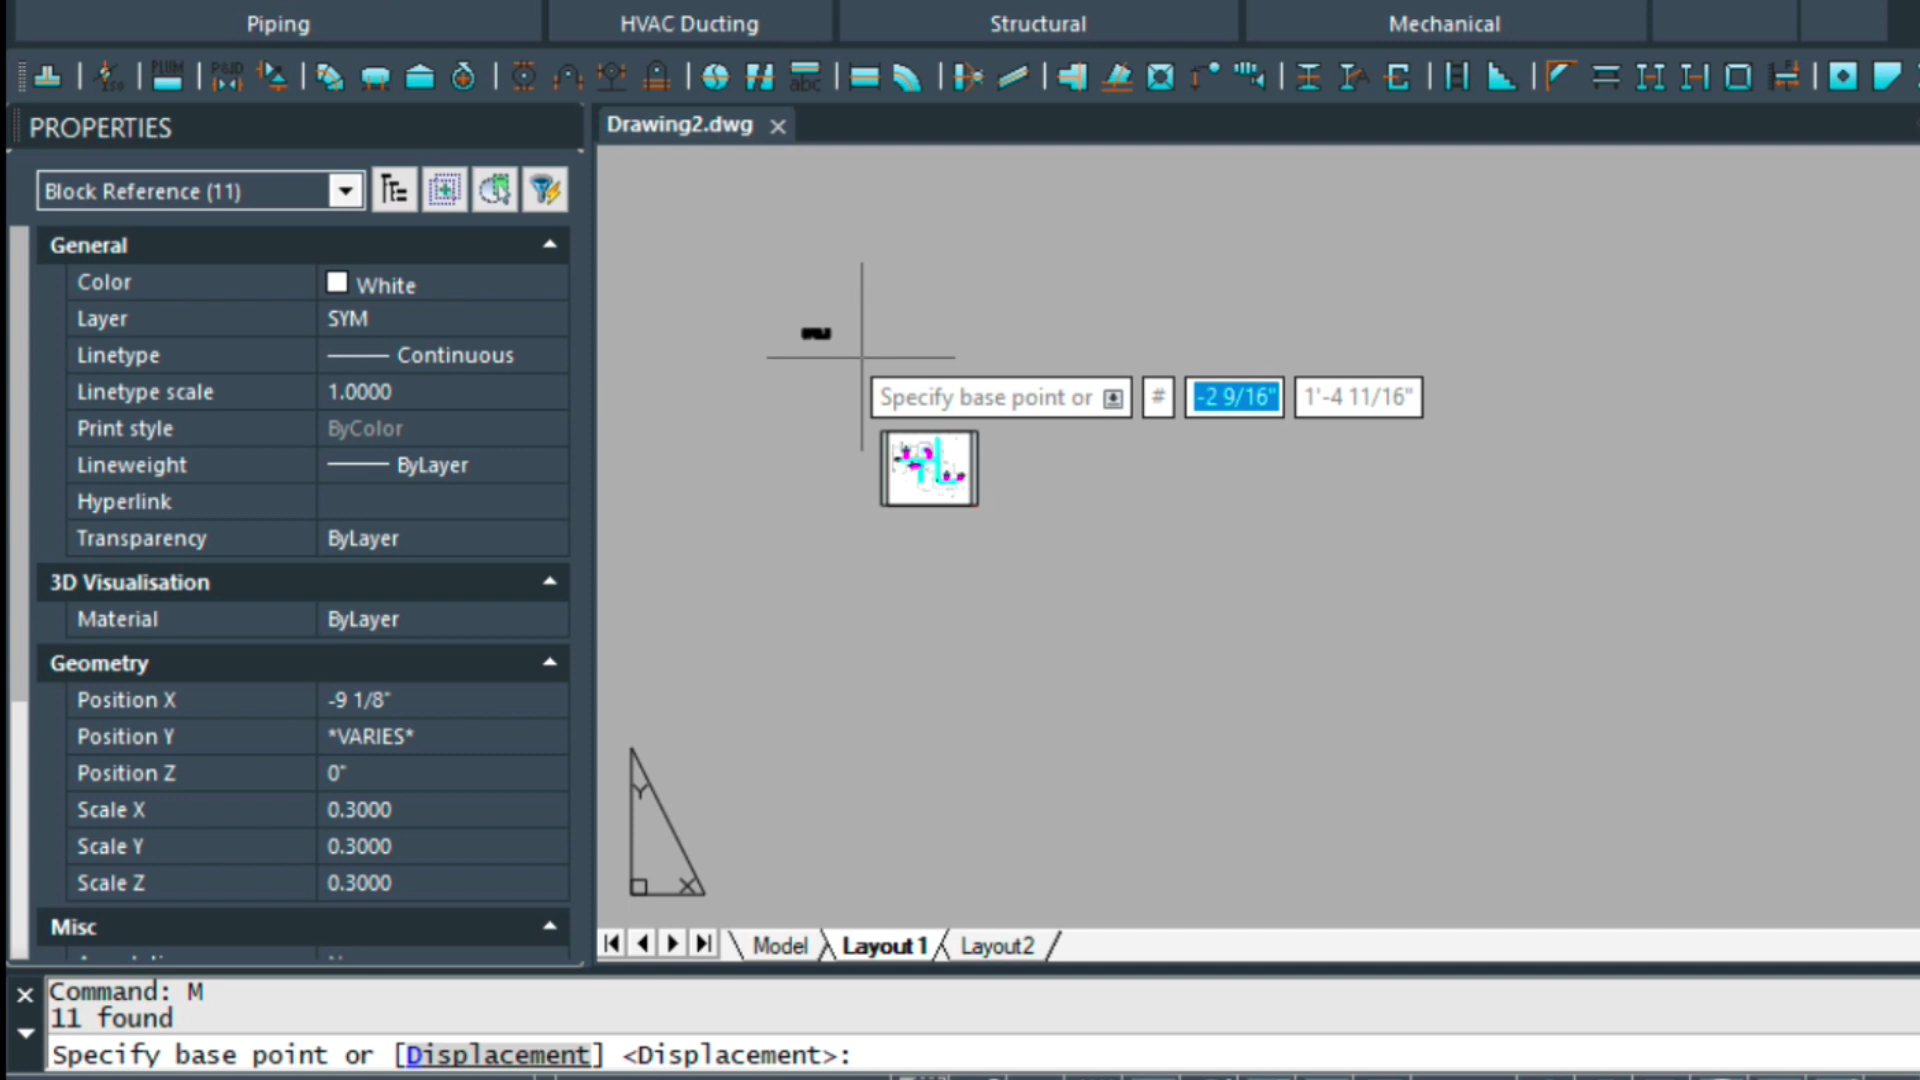 Piping HVAC Ducting Structural Mechanical
Iso PLUM P&ID abc
PROPERTIES
Drawing2.dwg
Block Reference (11)
General
Color White
Layer SYM
Linetype Continuous
Linetype scale 1.0000
Print style ByColor
Lineweight ByLayer
Hyperlink
Transparency ByLayer
3D Visualisation
Material ByLayer
Geometry
Position X -9 1/8"
Position Y *VARIES*
Position Z 0"
Scale X 0.3000
Scale Y 0.3000
Scale Z 0.3000
Misc
Specify base point or # -2 9/16" 1'-4 11/16"
Y
X
Model Layout1 Layout2
Command: M
11 found
Specify base point or [Displacement] <Displacement>: